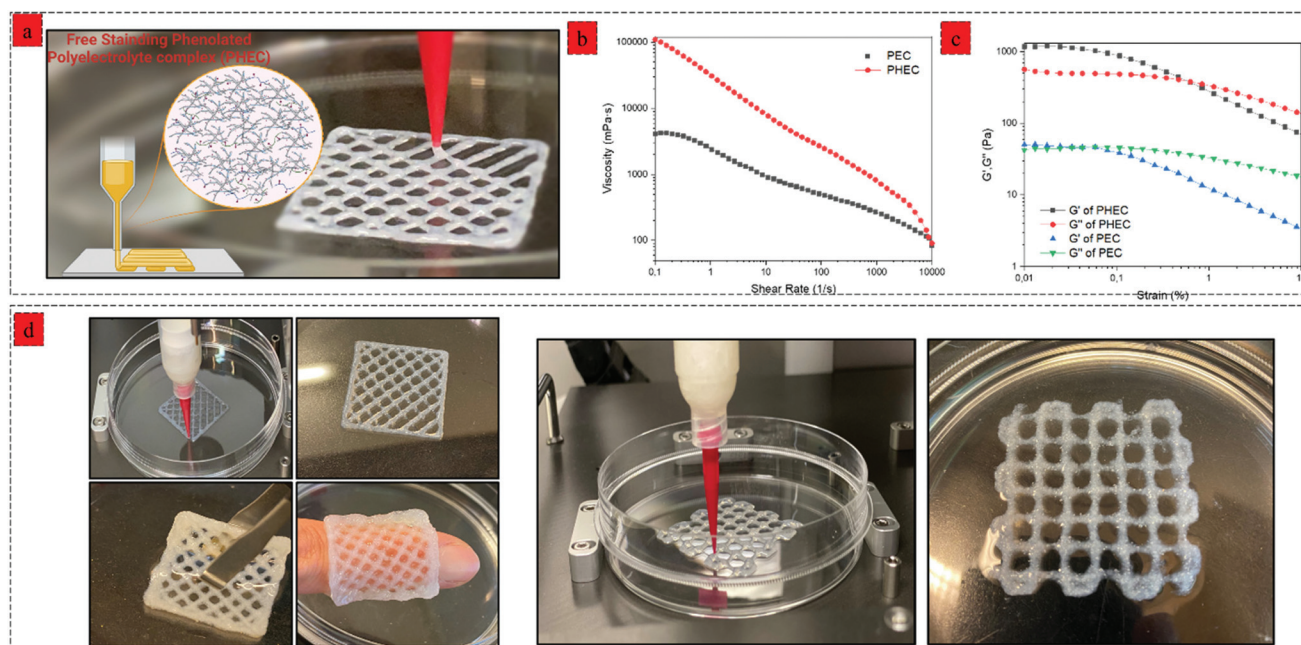 a
Free Stainding Phenolated
Polyelectrolyte complex (PHEC)
b
100000
10000
1000
100
Viscosity (mPa·s)
PEC
PHEC
0,1
1
10
100
1000
10000
Shear Rate (1/s)
c
1000
100
10
1
G',G'' (Pa)
G' of PHEC
G'' of PHEC
G' of PEC
G'' of PEC
0,01
0,1
1
Strain (%)
d